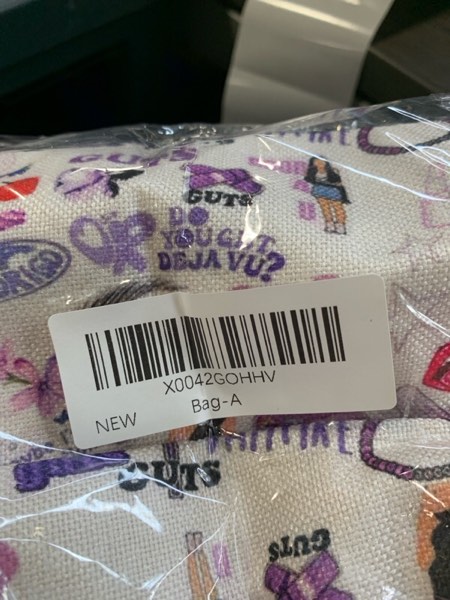 GUTS
GUTS
DO
YOU GET
DEJA VU?
X0042GOHHV
Bag-A
NEW
GUTS
GUTS